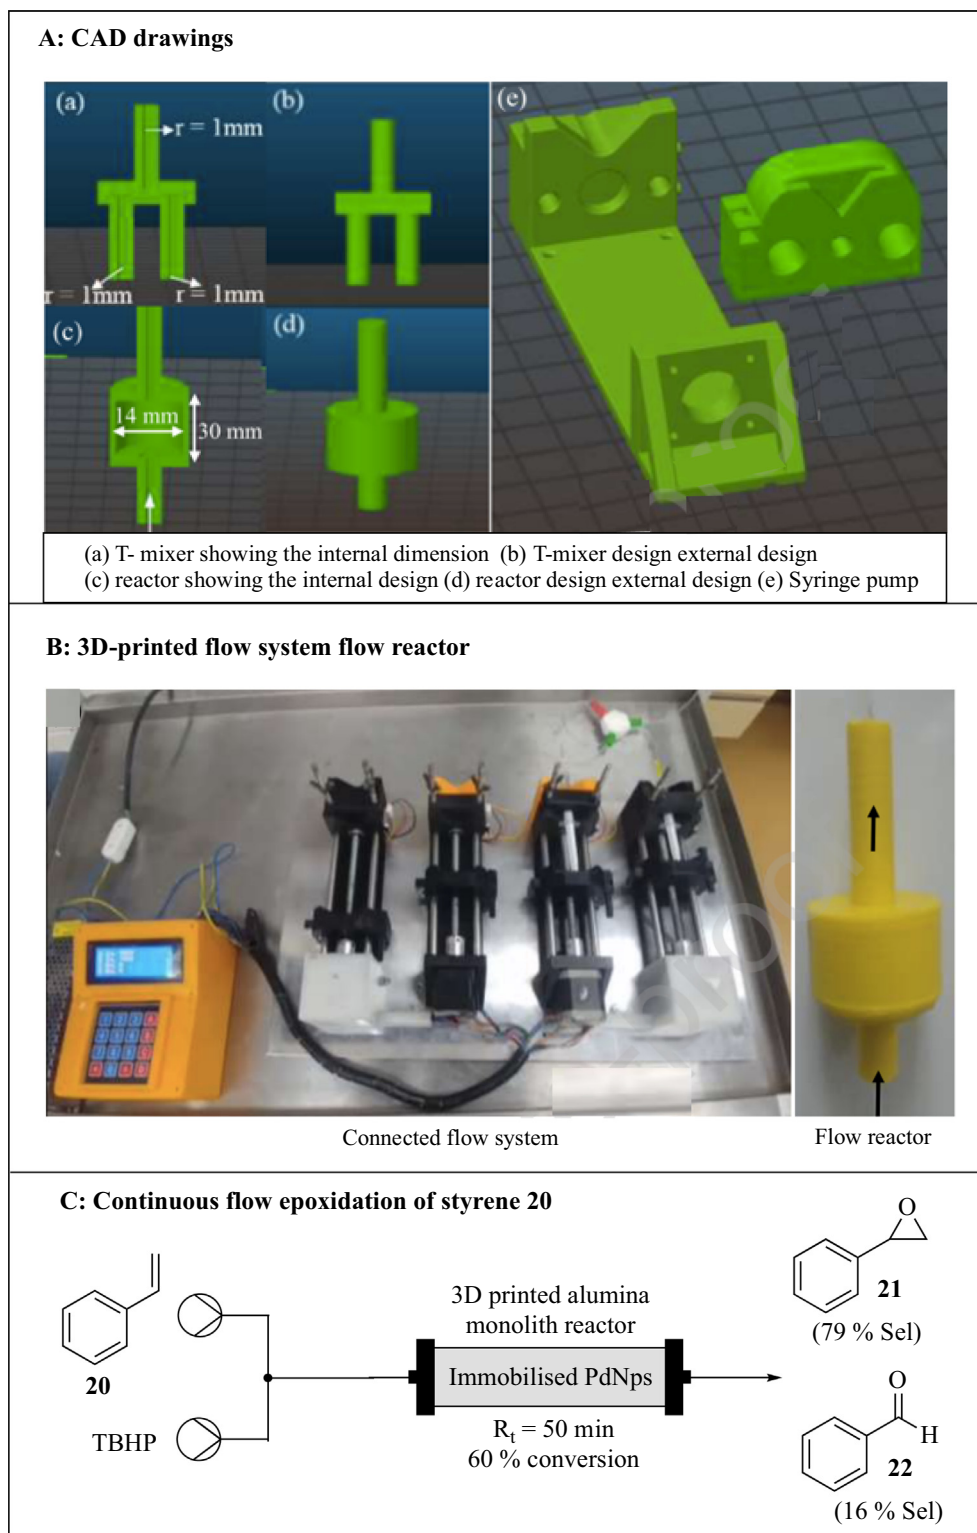 A: CAD drawings
(a)
r = 1mm
r = 1mm
r = 1mm
(b)
(c)
14 mm
30 mm
(d)
(e)
(a) T- mixer showing the internal dimension (b) T-mixer design external design
(c) reactor showing the internal design (d) reactor design external design (e) Syringe pump
B: 3D-printed flow system flow reactor
Connected flow system
Flow reactor
C: Continuous flow epoxidation of styrene 20
20
TBHP
3D printed alumina
monolith reactor
Immobilised PdNps
Rt = 50 min
60 % conversion
O
21
(79 % Sel)
O
H
22
(16 % Sel)